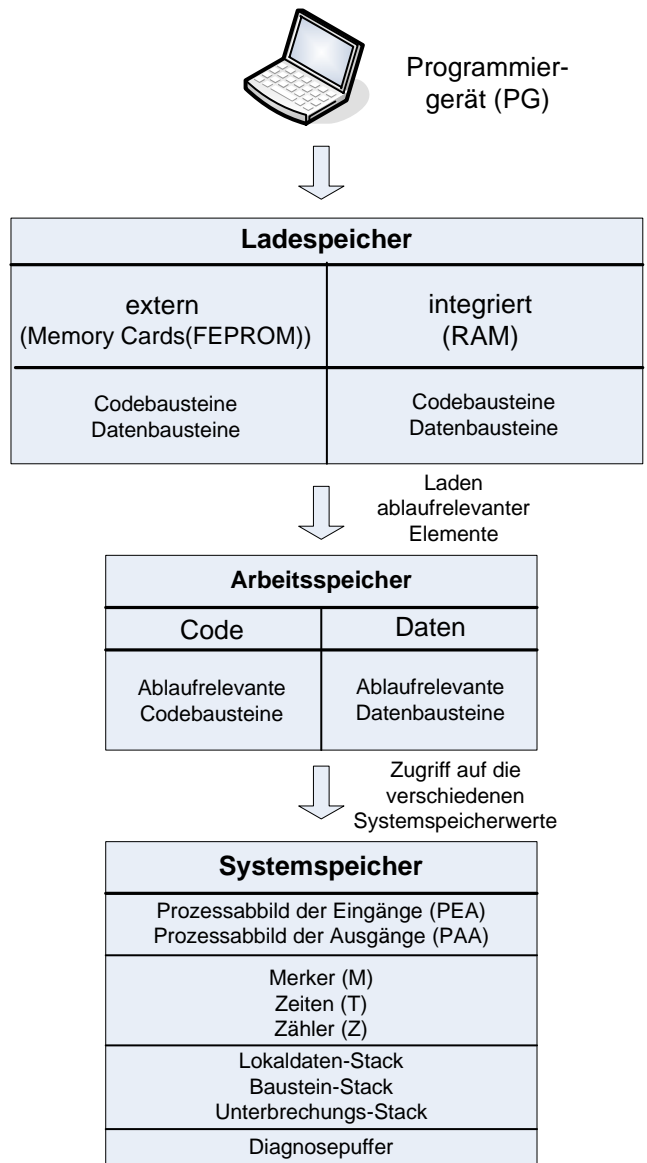 Programmier-
gerät (PG)
Ladespeicher
extern
(Memory Cards(FEPROM))
integriert
(RAM)
Codebausteine
Datenbausteine
Codebausteine
Datenbausteine
Laden
ablaufrelevanter
Elemente
Arbeitsspeicher
Code
Daten
Ablaufrelevante
Codebausteine
Ablaufrelevante
Datenbausteine
Zugriff auf die
verschiedenen
Systemspeicherwerte
Systemspeicher
Prozessabbild der Eingänge (PEA)
Prozessabbild der Ausgänge (PAA)
Merker (M)
Zeiten (T)
Zähler (Z)
Lokaldaten-Stack
Baustein-Stack
Unterbrechungs-Stack
Diagnosepuffer